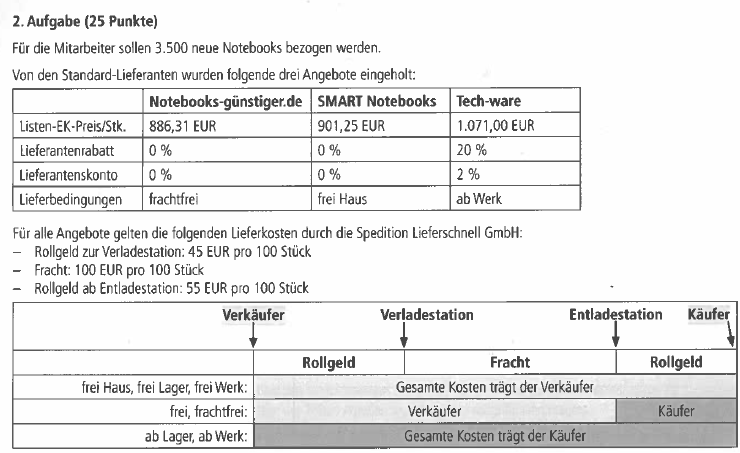 2. Aufgabe (25 Punkte)
Für die Mitarbeiter sollen 3.500 neue Notebooks bezogen werden.
Von den Standard-Lieferanten wurden folgende drei Angebote eingeholt:
Notebooks-günstiger.de SMART Notebooks Tech-ware
Listen-EK-Preis/Stk. 886,31 EUR 901,25 EUR 1.071,00 EUR
Lieferantenrabatt 0 % 0 % 20 %
Lieferantenskonto 0 % 0 % 2 %
Lieferbedingungen frachtfrei frei Haus ab Werk
Für alle Angebote gelten die folgenden Lieferkosten durch die Spedition Lieferschnell GmbH:
– Rollgeld zur Verladestation: 45 EUR pro 100 Stück
– Fracht: 100 EUR pro 100 Stück
– Rollgeld ab Entladestation: 55 EUR pro 100 Stück
Verkäufer Verladestation Entladestation Käufer
Rollgeld Fracht Rollgeld
frei Haus, frei Lager, frei Werk: Gesamte Kosten trägt der Verkäufer
frei, frachtfrei: Verkäufer Käufer
ab Lager, ab Werk: Gesamte Kosten trägt der Käufer